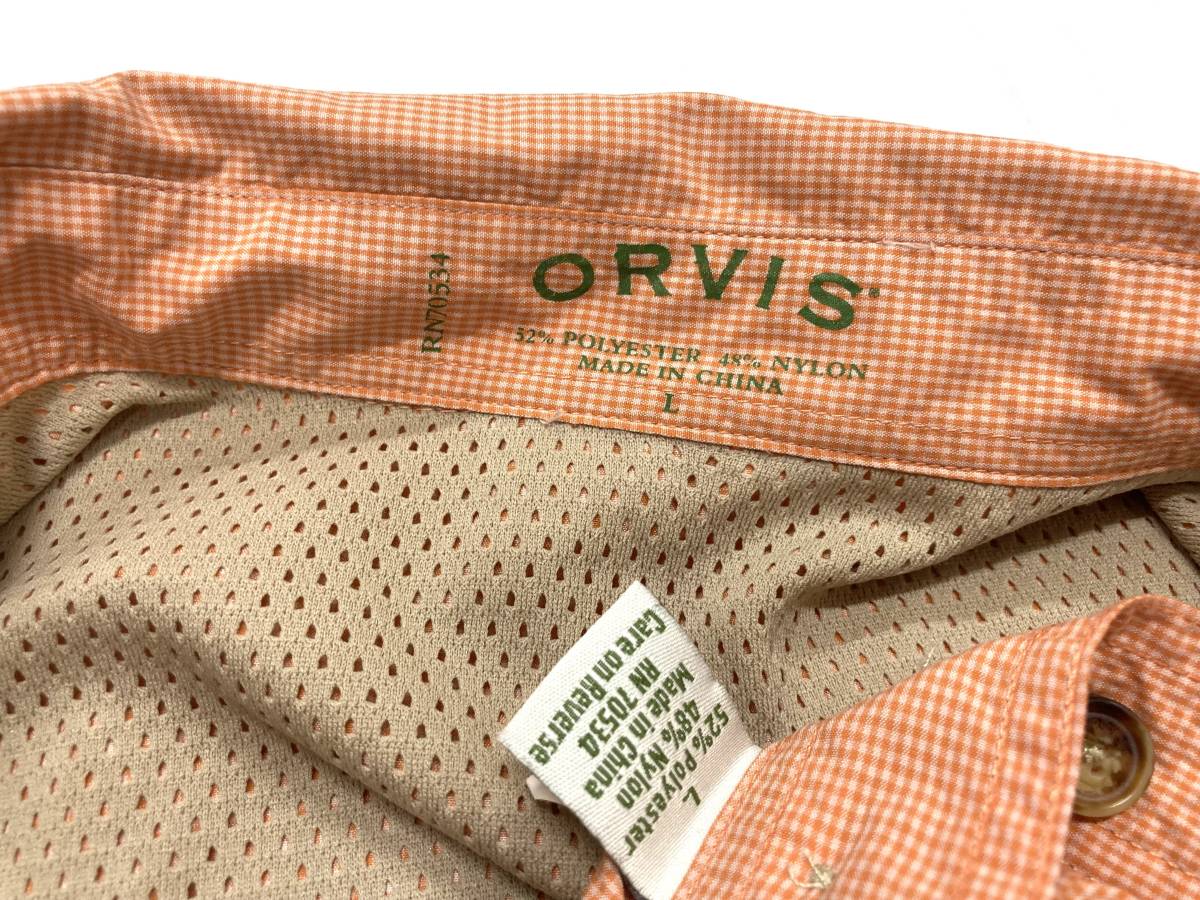 ORVIS®
RN70534
52% POLYESTER 48% NYLON
MADE IN CHINA
L
L
52% Polyester
48% Nylon
Made in China
RN 70534
Care on Reverse